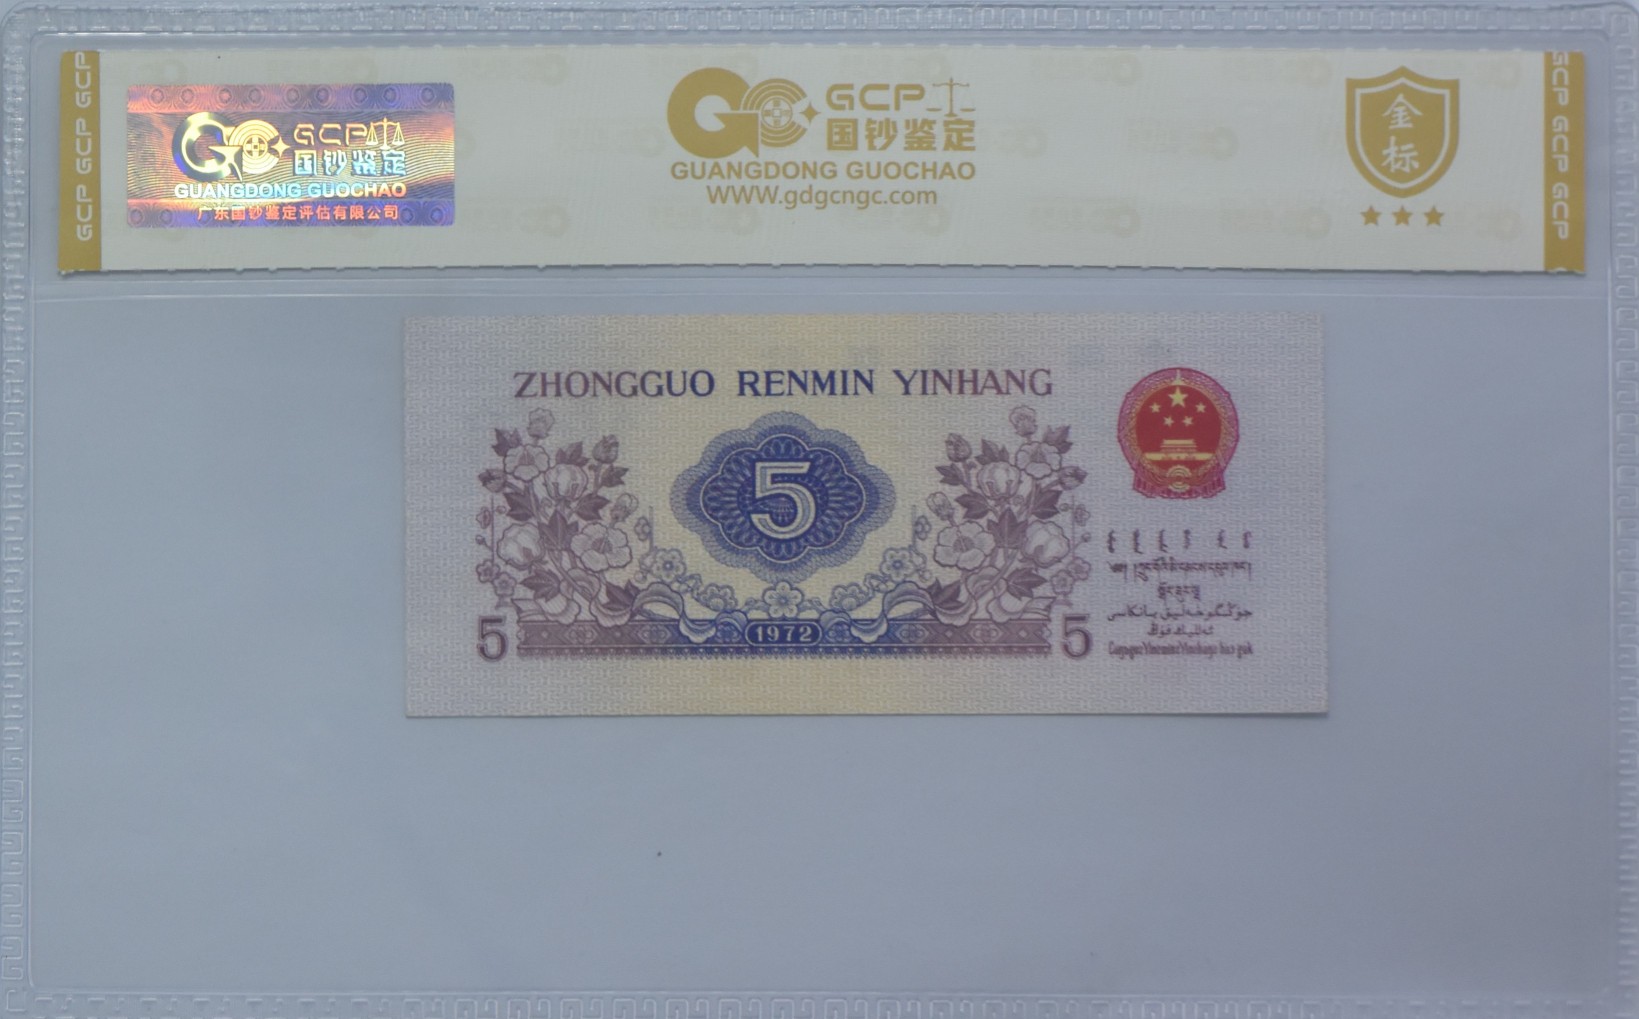 GCP GCP GCP
GCP
国钞鉴定
GUANGDONG GUOCHAO
广东国钞鉴定评估有限公司
GCP
国钞鉴定
GUANGDONG GUOCHAO
WWW.gdgcngc.com
金标
GCP GCP GCP
ZHONGGUO RENMIN YINHANG
5
5
1972
5